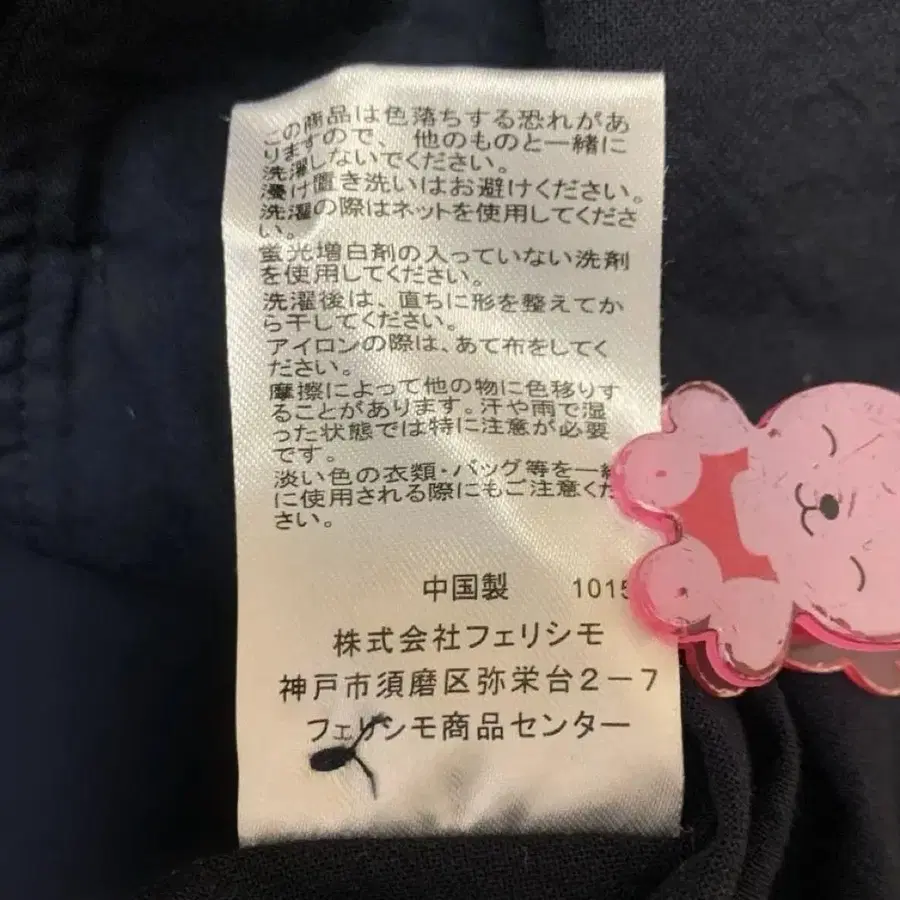 この商品は色落ちする恐れがあ
りますので、他のものと一緒に
洗濯しないでください。
浸け置き洗いはお避けください。
洗濯の際はネットを使用してくださ
い。
蛍光増白剤の入っていない洗剤
を使用してください。
洗濯後は、直ちに形を整えてか
ら干してください。
アイロンの際は、あて布をしてく
ださい。
摩擦によって他の物に色移りす
ることがあります。汗や雨で湿
った状態では特に注意が必要
です。
淡い色の衣類・バッグ等を一緒
に使用される際にもご注意くだ
さい。
中国製 1015
株式会社フェリシモ
神戸市須磨区弥栄台2-7
フェリシモ商品センター